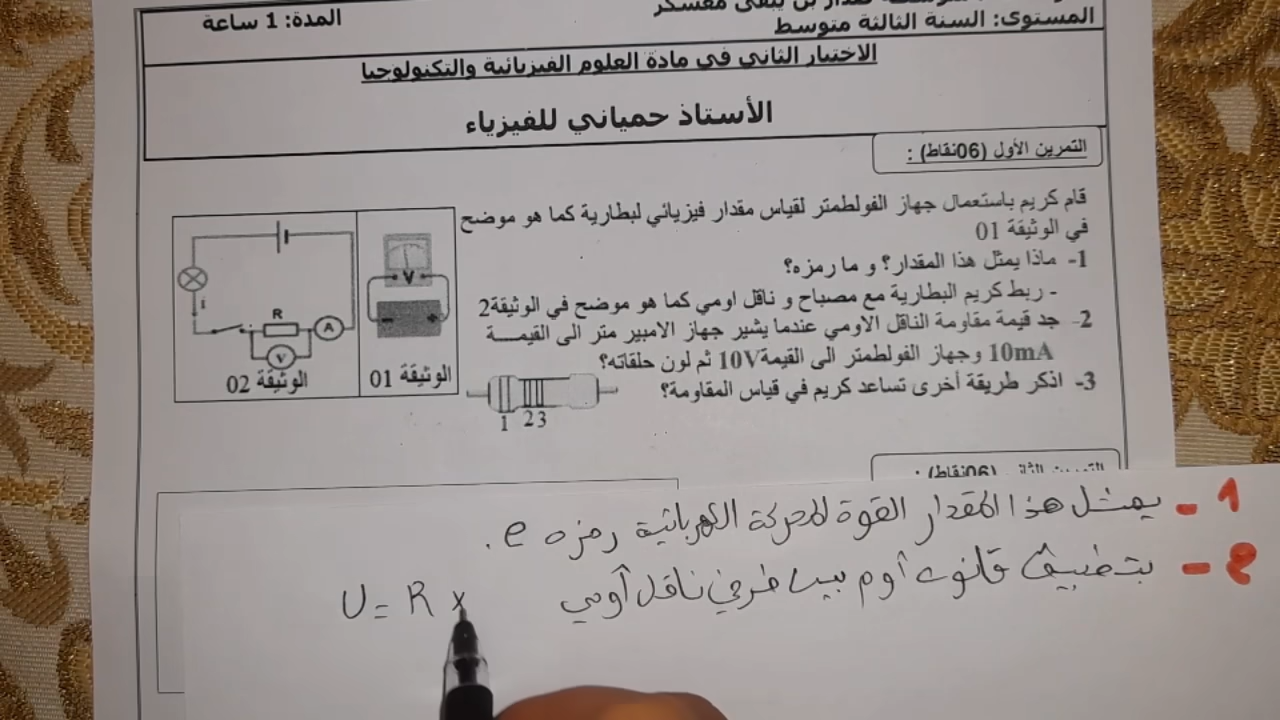 المستوى: السنة الثالثة متوسط
المدة: 1 ساعة
الاختبار الثاني في مادة العلوم الفيزيائية والتكنولوجيا
الأستاذ حمياني للفيزياء
التمرين الأول (06نقاط) :
قام كريم باستعمال جهاز الفولطمتر لقياس مقدار فيزيائي لبطارية كما هو موضح
في الوثيقة 01
1- ماذا يمثل هذا المقدار؟ و ما رمزه؟
- ربط كريم البطارية مع مصباح و ناقل اومي كما هو موضح في الوثيقة2
2- جد قيمة مقاومة الناقل الاومي عندما يشير جهاز الامبير متر الى القيمـــة
10mA وجهاز الفولطمتر الى القيمة10V ثم لون حلقاته؟
3- اذكر طريقة أخرى تساعد كريم في قياس المقاومة؟
V
- +
الوثيقة 01
i
R
A
V
الوثيقة 02
1 2 3
التمرين الثاني (06نقاط) :
1 - يمثل هذا المقدار القوة المحركة الكهربائية رمزه e .
2 - بتطبيق قانون أوم بين طرفي ناقل أومي U = R x